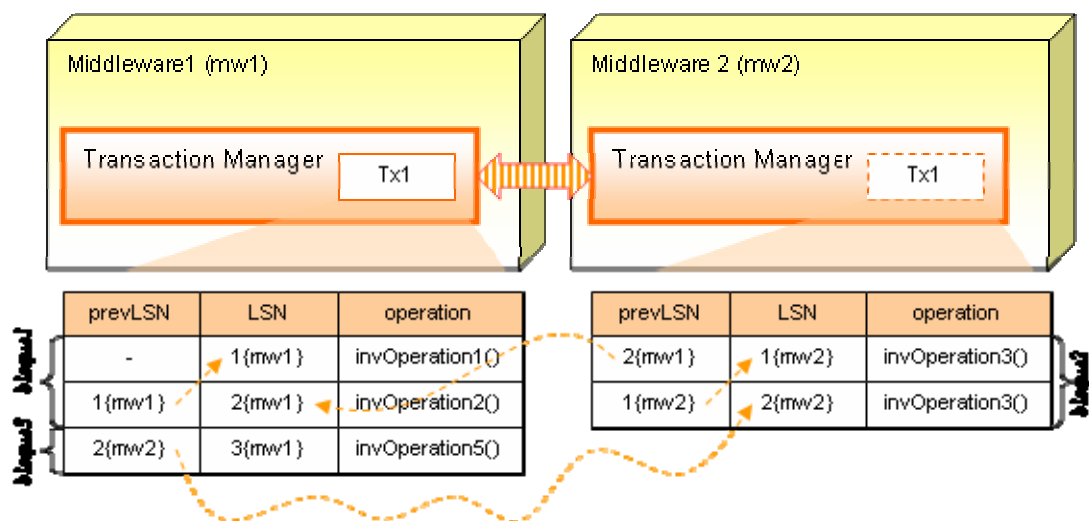 Middleware1 (mw1)
Transaction Manager
Tx1
Middleware 2 (mw2)
Transaction Manager
Tx1
prevLSN LSN operation
- 1{mw1} invOperation1()
1{mw1} 2{mw1} invOperation2()
2{mw2} 3{mw1} invOperation5()
prevLSN LSN operation
2{mw1} 1{mw2} invOperation3()
1{mw2} 2{mw2} invOperation3()